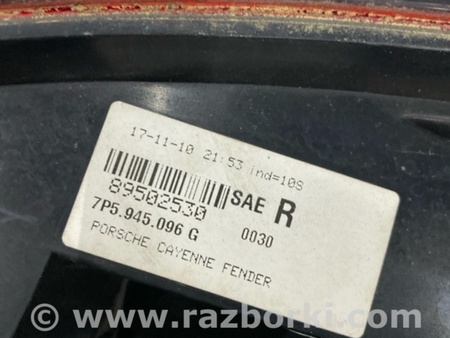 17-11-10 21:53 ind=10S
89502530
SAE R
7P5.945.096 G
0030
PORSCHE CAYENNE FENDER
© www.razborki.com